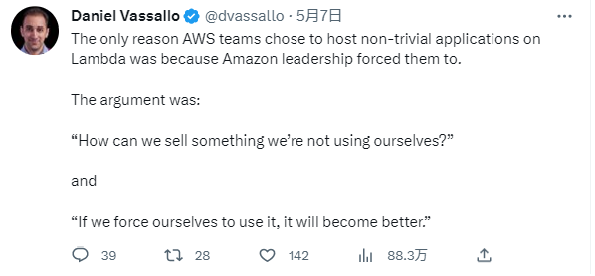 Daniel Vassallo @dvassallo · 5月7日
The only reason AWS teams chose to host non-trivial applications on
Lambda was because Amazon leadership forced them to.
The argument was:
“How can we sell something we’re not using ourselves?”
and
“If we force ourselves to use it, it will become better.”
39 28 142 88.3万